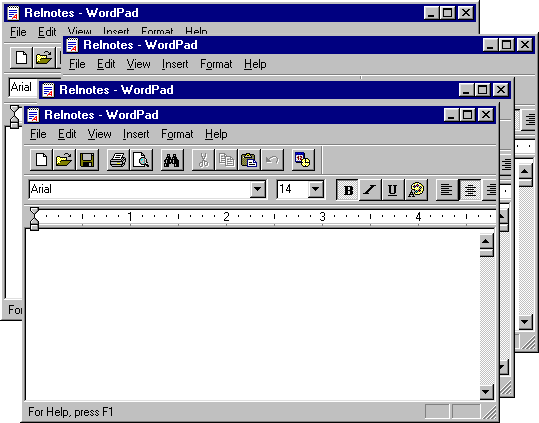 Relnotes - WordPad
File Edit View Insert Format Help
Arial
For
Relnotes - WordPad
File Edit View Insert Format Help
Relnotes - WordPad
Relnotes - WordPad
File Edit View Insert Format Help
Arial 14 B I U
1 2 3 4
For Help, press F1